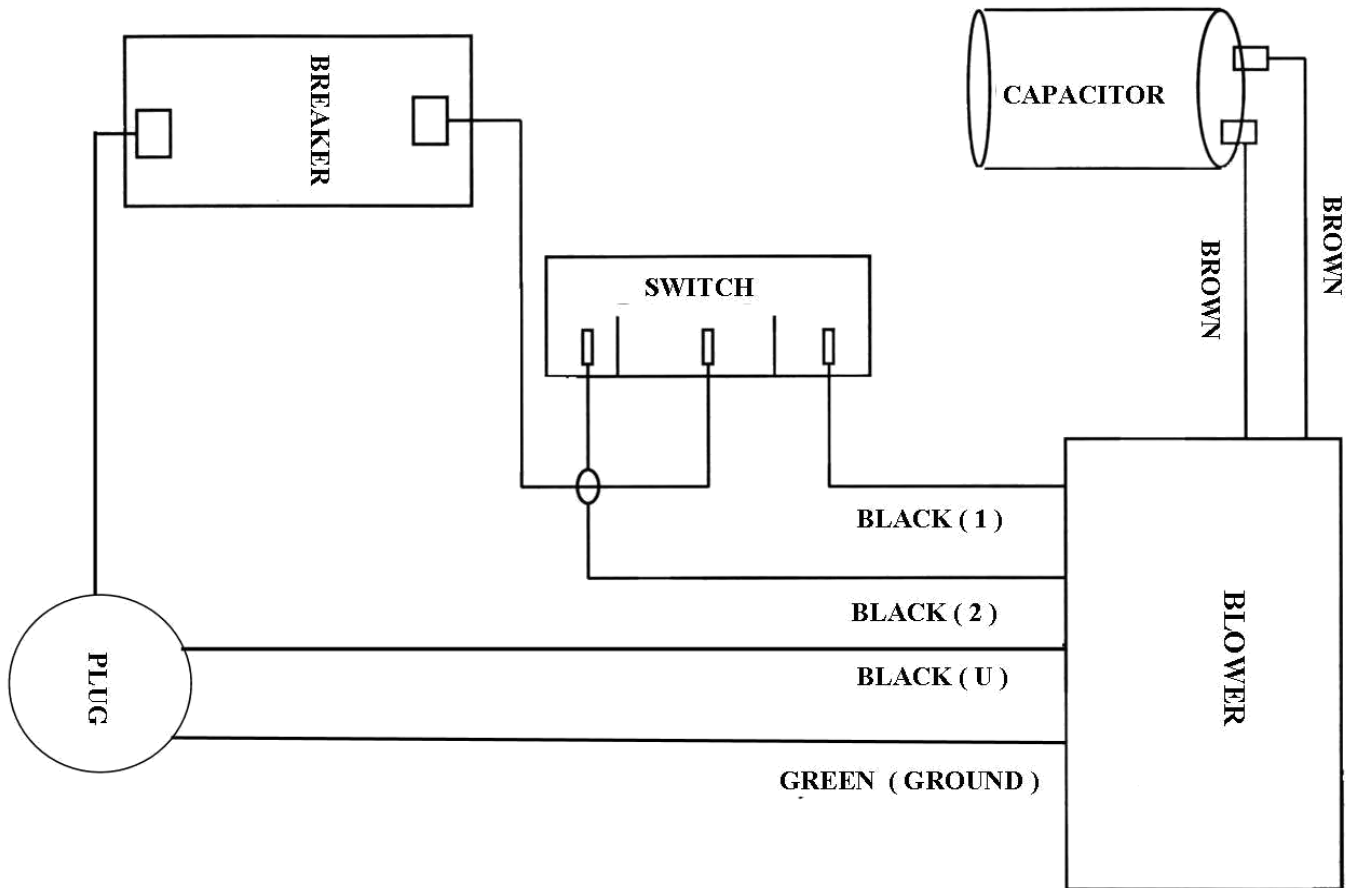 BREAKER
CAPACITOR
SWITCH
BROWN
BROWN
BLACK ( 1 )
BLACK ( 2 )
BLACK ( U )
GREEN ( GROUND )
PLUG
BLOWER